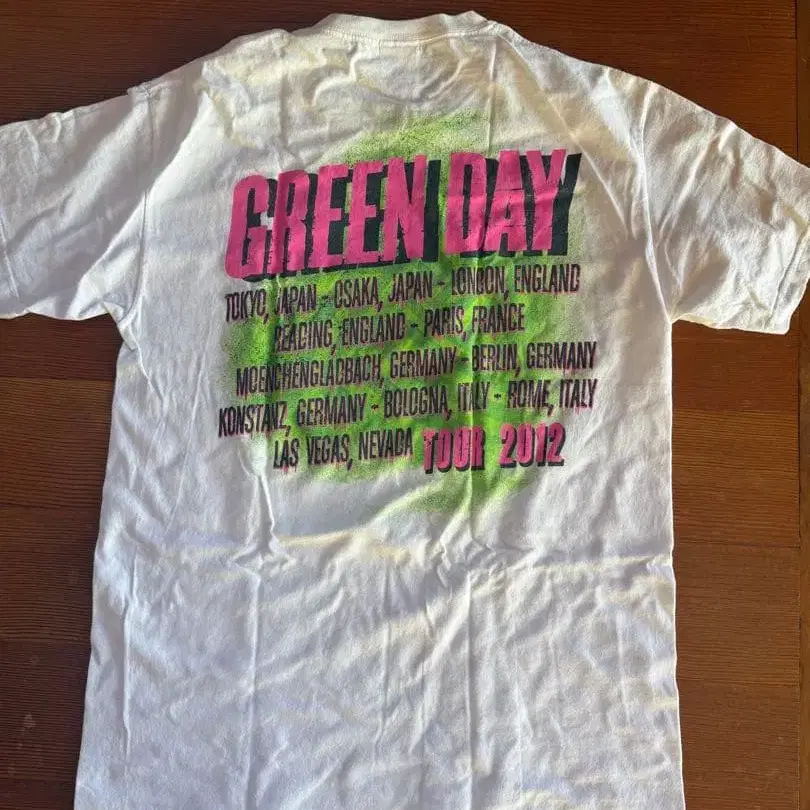 GREEN DAY
TOKYO, JAPAN - OSAKA, JAPAN - LONDON, ENGLAND
READING, ENGLAND - PARIS, FRANCE
MOENCHENGLADBACH, GERMANY - BERLIN, GERMANY
KONSTANZ, GERMANY - BOLOGNA, ITALY - ROME, ITALY
LAS VEGAS, NEVADA TOUR 2012